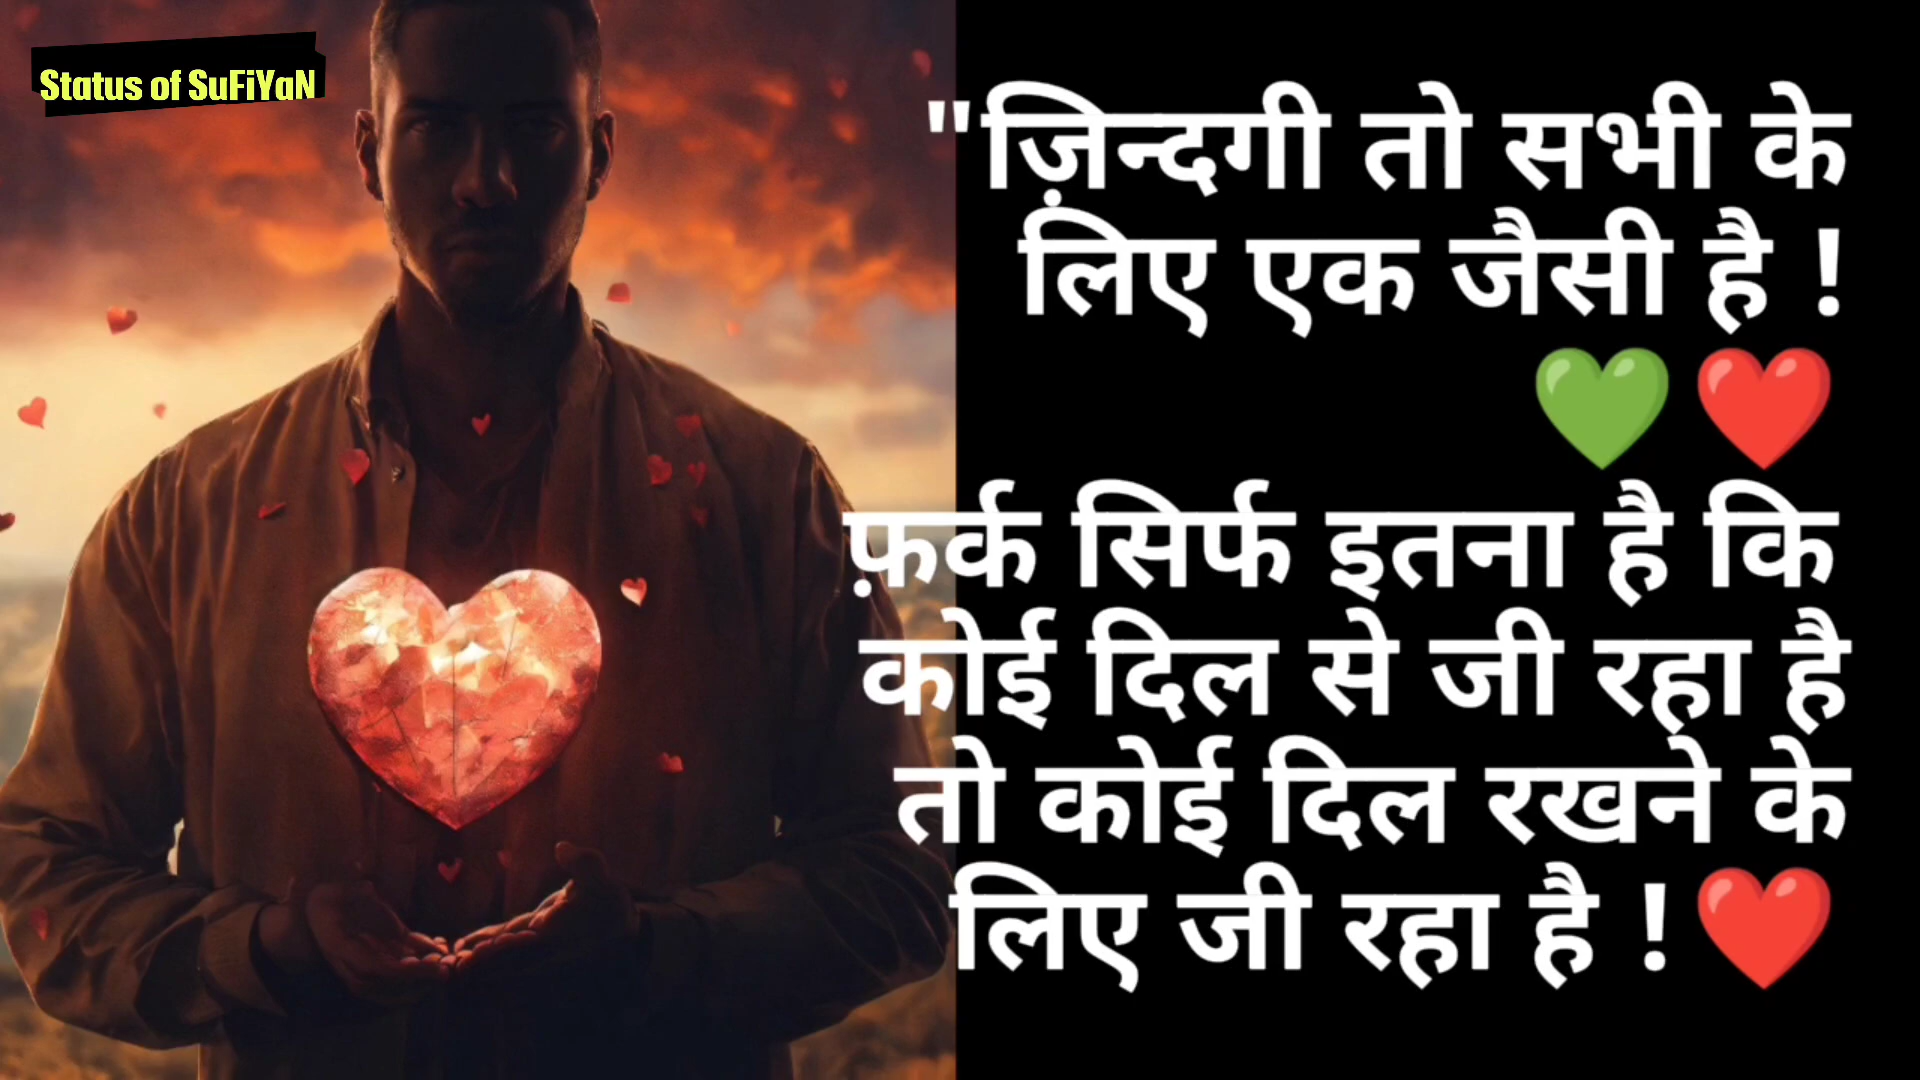 Status of SuFiYaN
"ज़िन्दगी तो सभी के
लिए एक जैसी है !
💚 ❤️
फ़र्क सिर्फ इतना है कि
कोई दिल से जी रहा है
तो कोई दिल रखने के
लिए जी रहा है ! ❤️